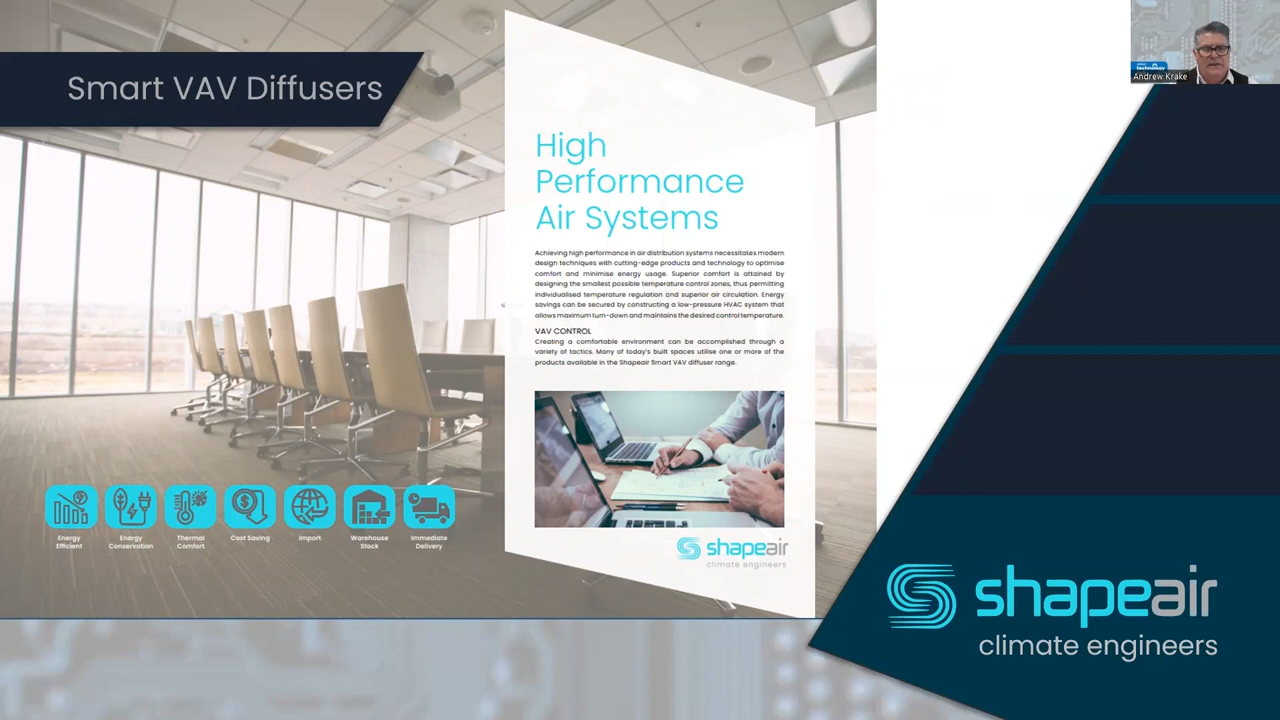 Smart VAV Diffusers
High
Performance
Air Systems
Achieving high performance in air distribution systems necessitates modern
design techniques with cutting-edge products and technology to optimise
comfort and minimise energy usage. Superior comfort is attained by
designing the smallest possible temperature control zones, thus permitting
individualised temperature regulation and superior air circulation. Energy
savings can be secured by constructing a low-pressure HVAC system that
allows maximum turn-down and maintains the desired control temperature.
VAV CONTROL
Creating a comfortable environment can be accomplished through a
variety of tactics. Many of today's built spaces utilise one or more of the
products available in the Shapeair Smart VAV diffuser range.
shapeair
climate engineers
Energy
Efficient
Energy
Conservation
Thermal
Comfort
Cost Saving
Import
Warehouse
Stock
Immediate
Delivery
technology
Andrew Krake
shapeair
climate engineers